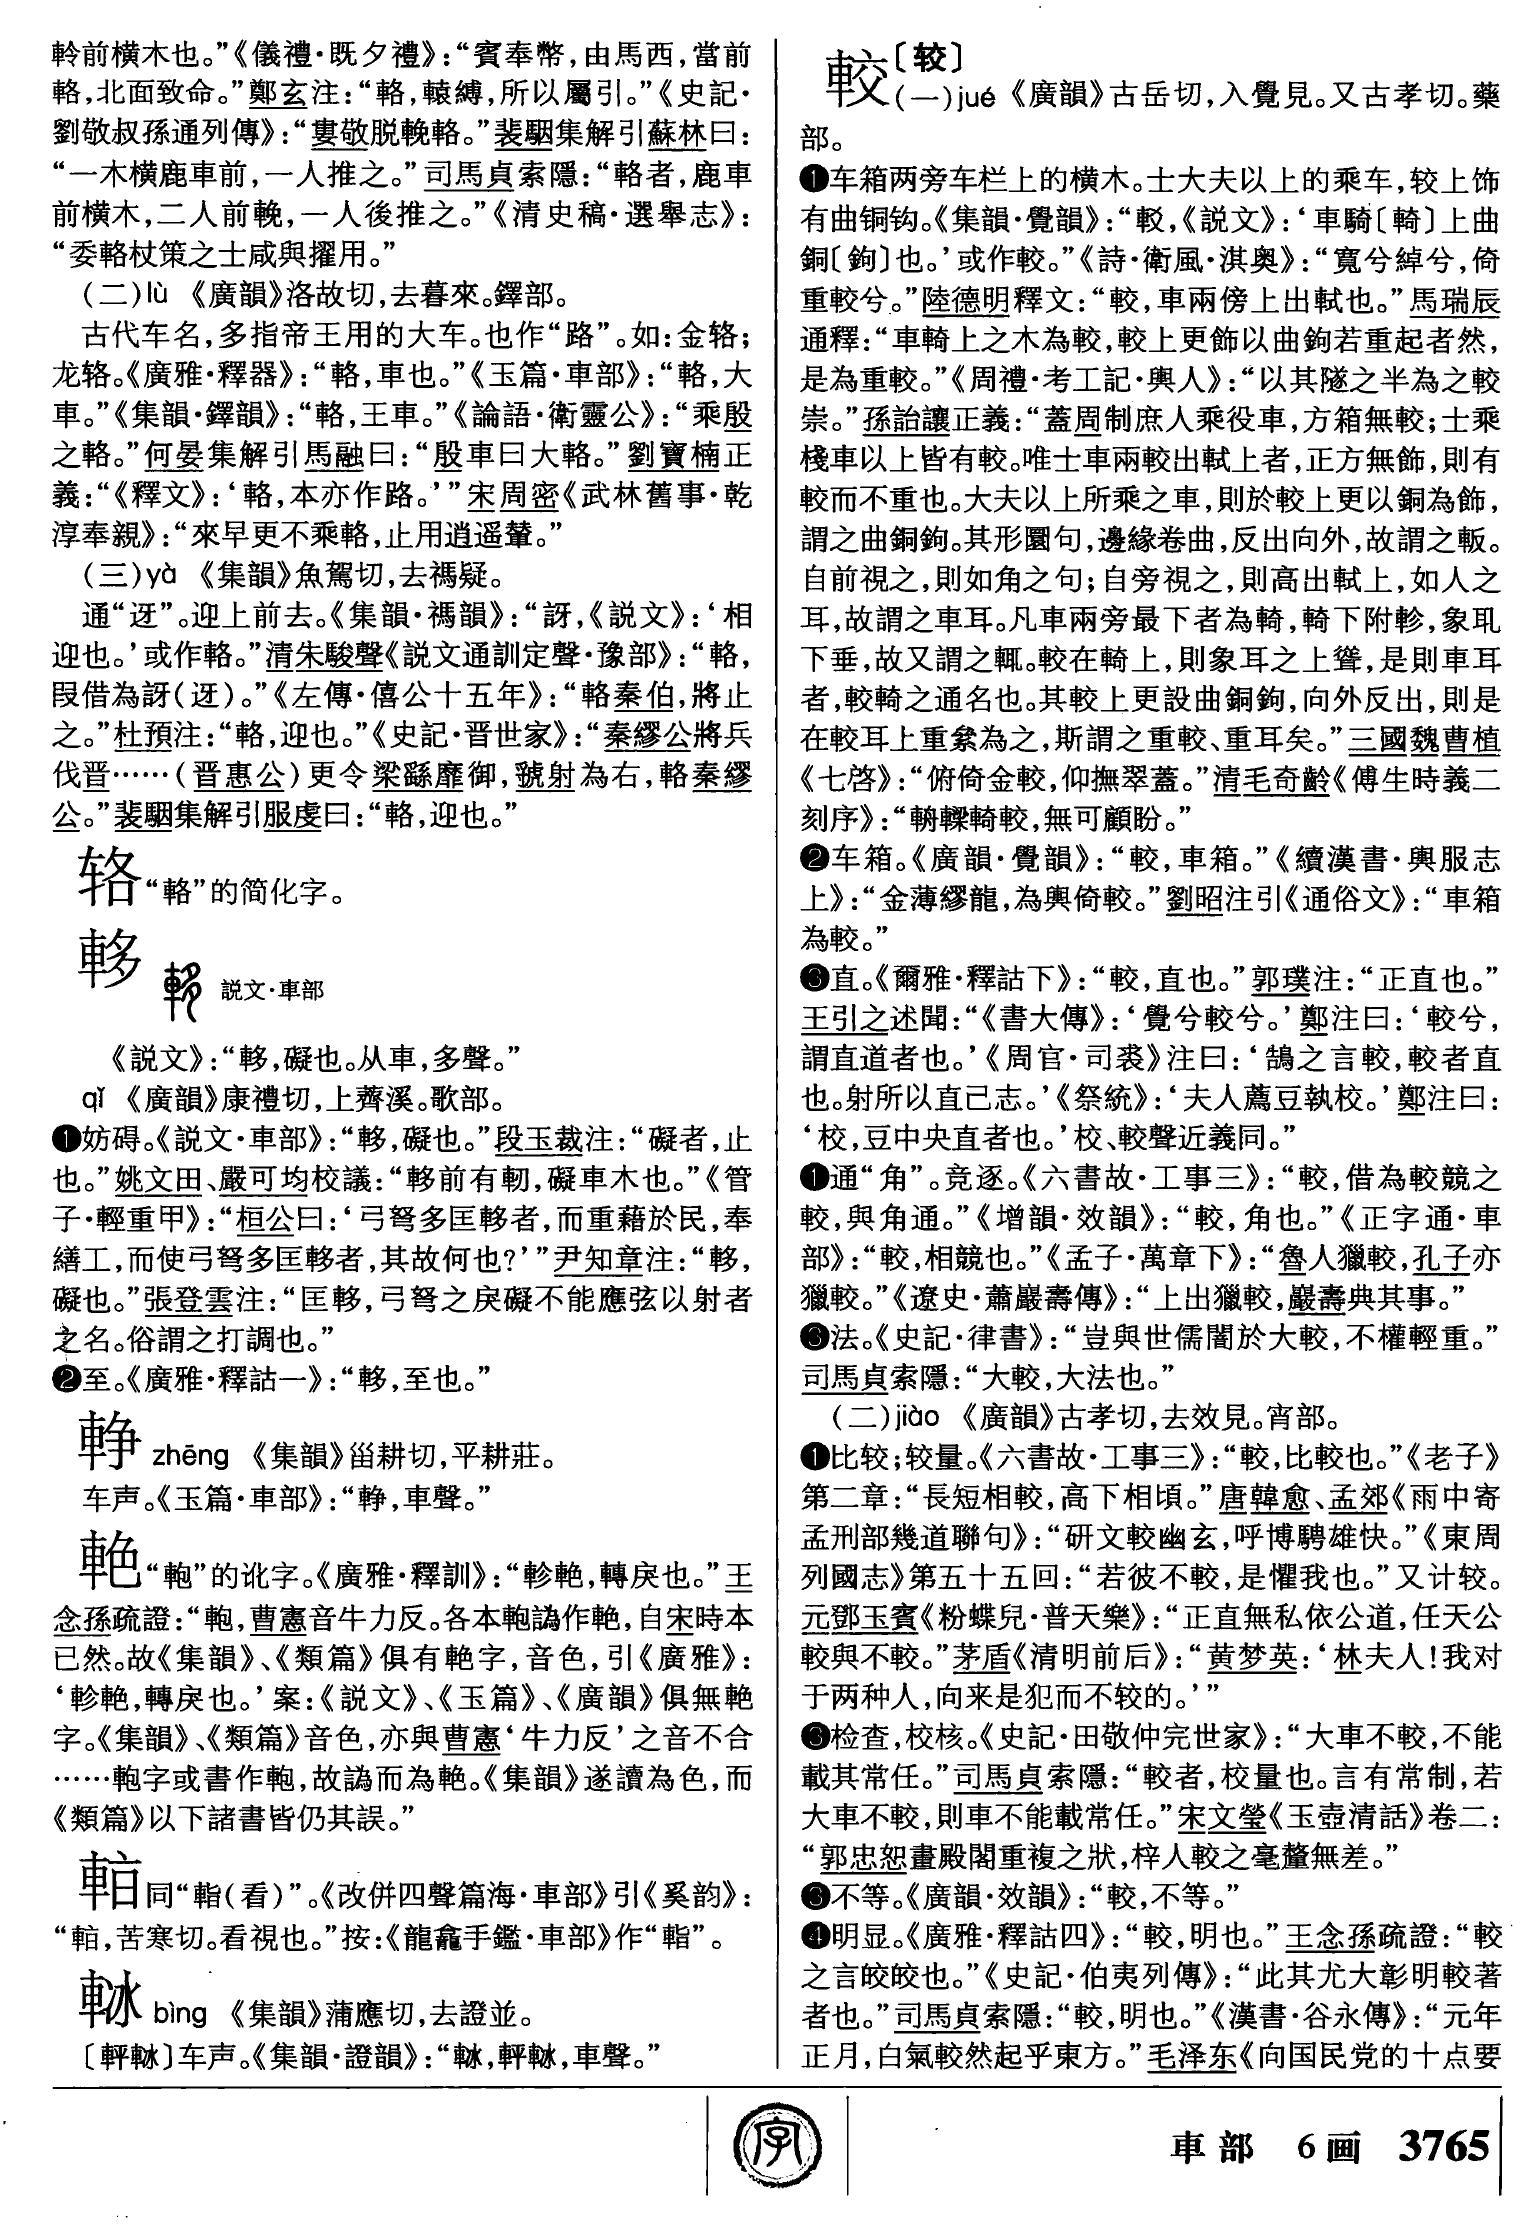 軨前横木也。”《儀禮·既夕禮》：“賓奉幣，由馬西，當前
輅，北面致命。”鄭玄注：“輅，轅縛，所以屬引。”《史記·
劉敬叔孫通列傳》：“婁敬脱輓輅。”裴駰集解引蘇林曰：
“一木横鹿車前，一人推之。”司馬貞索隱：“輅者，鹿車
前横木，二人前輓，一人後推之。”《清史稿·選舉志》：
“委輅杖策之士咸與擢用。”
（二）lù 《廣韻》洛故切，去暮來。鐸部。
古代车名，多指帝王用的大车。也作“路”。如：金辂；
龙辂。《廣雅·釋器》：“輅，車也。”《玉篇·車部》：“輅，大
車。”《集韻·鐸韻》：“輅，王車。”《論語·衛靈公》：“乘殷
之輅。”何晏集解引馬融曰：“殷車曰大輅。”劉寶楠正
義：“《釋文》：‘輅，本亦作路。’”宋周密《武林舊事·乾
淳奉親》：“來早更不乘輅，止用逍遥輦。”
（三）yà 《集韻》魚駕切，去禡疑。
通“迓”。迎上前去。《集韻·禡韻》：“訝，《説文》：‘相
迎也。’或作輅。”清朱駿聲《説文通訓定聲·豫部》：“輅，
叚借為訝（迓）。”《左傳·僖公十五年》：“輅秦伯，將止
之。”杜預注：“輅，迎也。”《史記·晋世家》：“秦繆公將兵
伐晋……（晋惠公）更令梁繇靡御，虢射為右，輅秦繆
公。”裴駰集解引服虔曰：“輅，迎也。”
辂“輅”的简化字。
䡋 説文·車部
《説文》：“䡋，礙也。从車，多聲。”
qǐ 《廣韻》康禮切，上薺溪。歌部。
❶妨碍。《説文·車部》：“䡋，礙也。”段玉裁注：“礙者，止
也。”姚文田、嚴可均校議：“䡋前有軔，礙車木也。”《管
子·輕重甲》：“桓公曰：‘弓弩多匡䡋者，而重藉於民，奉
繕工，而使弓弩多匡䡋者，其故何也？’”尹知章注：“䡋，
礙也。”張登雲注：“匡䡋，弓弩之戾礙不能應弦以射者
之名。俗謂之打調也。”
❷至。《廣雅·釋詁一》：“䡋，至也。”
zhēng 《集韻》甾耕切，平耕莊。
车声。《玉篇·車部》：“，車聲。”
“䡈”的讹字。《廣雅·釋訓》：“軫，轉戾也。”王
念孫疏證：“，曹憲音牛力反。各本譌作，自宋時本
已然。故《集韻》、《類篇》俱有字，音色，引《廣雅》：
‘軫，轉戾也。’案：《説文》、《玉篇》、《廣韻》俱無
字。《集韻》、《類篇》音色，亦與曹憲‘牛力反’之音不合
……字或書作，故譌而為。《集韻》遂讀為色，而
《類篇》以下諸書皆仍其誤。”
同“（看）”。《改併四聲篇海·車部》引《奚韵》：
“，苦寒切。看視也。”按：《龍龕手鑑·車部》作“”。
bìng 《集韻》蒲應切，去證並。
〔軯〕车声。《集韻·證韻》：“，軯，車聲。”
較〔较〕
（一）jué 《廣韻》古岳切，入覺見。又古孝切。藥
部。
❶车箱两旁车栏上的横木。士大夫以上的乘车，较上饰
有曲铜钩。《集韻·覺韻》：“較，《説文》：‘車騎〔輢〕上曲
銅〔鉤〕也。’或作較。”《詩·衛風·淇奥》：“寬兮綽兮，倚
重較兮。”陸德明釋文：“較，車兩傍上出軾也。”馬瑞辰
通釋：“車輢上之木為較，較上更飾以曲鉤若重起者然，
是為重較。”《周禮·考工記·輿人》：“以其隧之半為之較
崇。”孫詒讓正義：“蓋周制庶人乘役車，方箱無較；士乘
棧車以上皆有較。唯士車兩較出軾上者，正方無飾，則有
較而不重也。大夫以上所乘之車，則於較上更以銅為飾，
謂之曲銅鉤。其形圜句，邊緣卷曲，反出向外，故謂之軓。
自前視之，則如角之句；自旁視之，則高出軾上，如人之
耳，故謂之車耳。凡車兩旁最下者為輢，輢下附軫，象耴
下垂，故又謂之輒。較在輢上，則象耳之上聳，是則車耳
者，較輢之通名也。其較上更設曲銅鉤，向外反出，則是
在較耳上重絫為之，斯謂之重較、重耳矣。”三國魏曹植
《七啓》：“俯倚金較，仰撫翠蓋。”清毛奇齡《傅生時義二
刻序》：“輈轑輢較，無可顧盼。”
❷车箱。《廣韻·覺韻》：“較，車箱。”《續漢書·輿服志
上》：“金薄繆龍，為輿倚較。”劉昭注引《通俗文》：“車箱
為較。”
❸直。《爾雅·釋詁下》：“較，直也。”郭璞注：“正直也。”
王引之述聞：“《書大傳》：‘覺兮較兮。’鄭注曰：‘較兮，
謂直道者也。’《周官·司裘》注曰：‘鵠之言較，較者直
也。射所以直己志。’《祭統》：‘夫人薦豆執校。’鄭注曰：
‘校，豆中央直者也。’校、較聲近義同。”
❹通“角”。竞逐。《六書故·工事三》：“較，借為較競之
較，與角通。”《增韻·效韻》：“較，角也。”《正字通·車
部》：“較，相競也。”《孟子·萬章下》：“魯人獵較，孔子亦
獵較。”《遼史·蕭巖壽傳》：“上出獵較，巖壽典其事。”
❺法。《史記·律書》：“豈與世儒闇於大較，不權輕重。”
司馬貞索隱：“大較，大法也。”
（二）jiào 《廣韻》古孝切，去效見。宵部。
❶比较；较量。《六書故·工事三》：“較，比較也。”《老子》
第二章：“長短相較，高下相頃。”唐韓愈、孟郊《雨中寄
孟刑部幾道聯句》：“研文較幽玄，呼博騁雄快。”《東周
列國志》第五十五回：“若彼不較，是懼我也。”又计较。
元鄧玉賓《粉蝶兒·普天樂》：“正直無私依公道，任天公
較與不較。”茅盾《清明前后》：“黄梦英：‘林夫人！我对
于两种人，向来是犯而不较的。’”
❷检查，校核。《史記·田敬仲完世家》：“大車不較，不能
載其常任。”司馬貞索隱：“較者，校量也。言有常制，若
大車不較，則車不能載常任。”宋文瑩《玉壺清話》卷二：
“郭忠恕畫殿閣重複之狀，梓人較之毫釐無差。”
❸不等。《廣韻·效韻》：“較，不等。”
❹明显。《廣雅·釋詁四》：“較，明也。”王念孫疏證：“較
之言皎皎也。”《史記·伯夷列傳》：“此其尤大彰明較著
者也。”司馬貞索隱：“較，明也。”《漢書·谷永傳》：“元年
正月，白氣較然起乎東方。”毛泽东《向国民党的十点要
字
車部 6画 3765